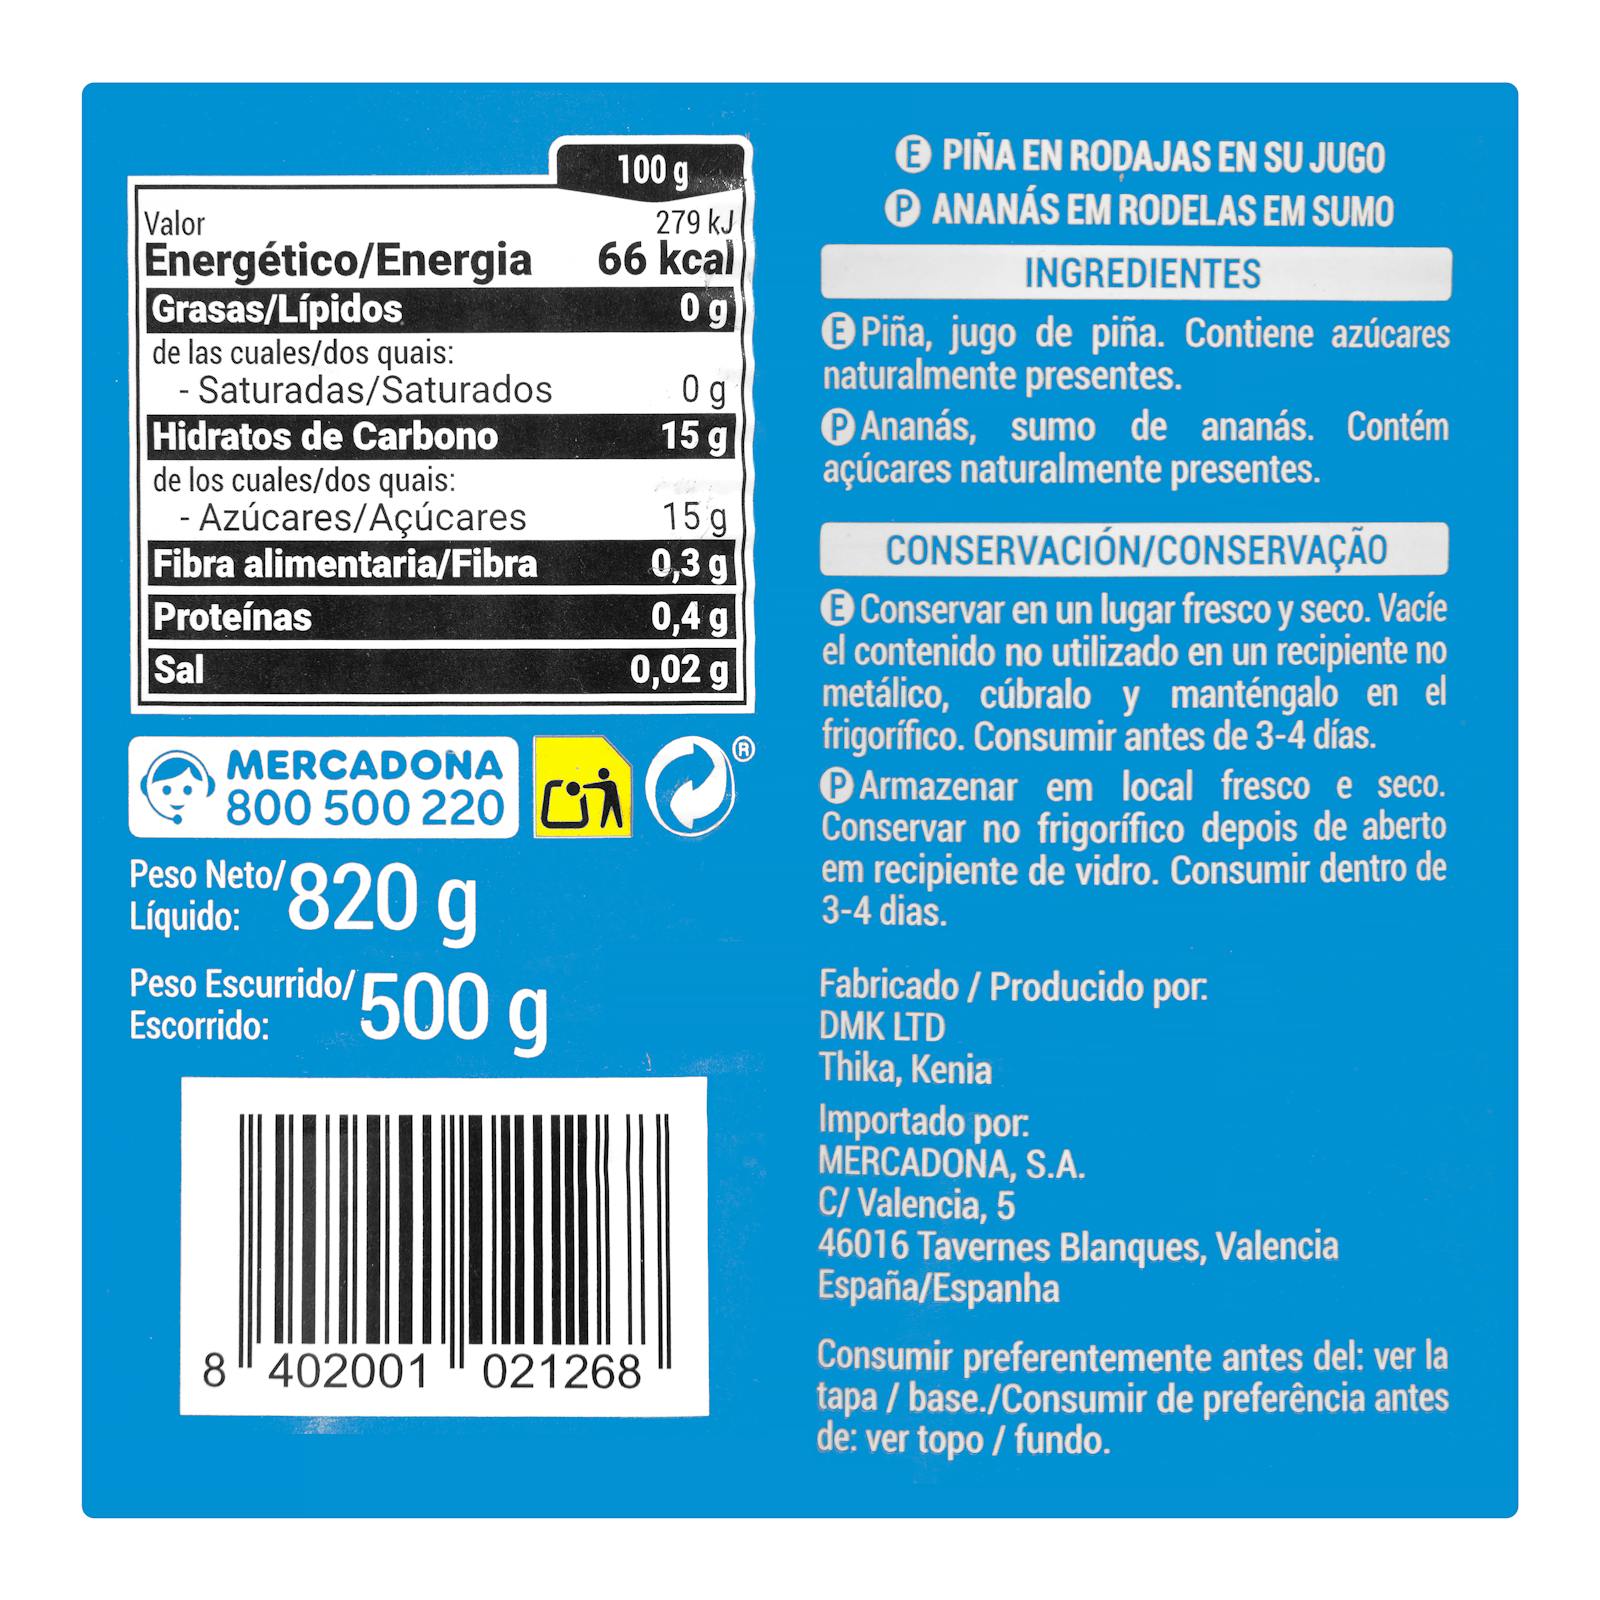 100 g
Valor 279 kJ
Energético/Energia 66 kcal
Grasas/Lípidos 0 g
de las cuales/dos quais:
- Saturadas/Saturados 0 g
Hidratos de Carbono 15 g
de los cuales/dos quais:
- Azúcares/Açúcares 15 g
Fibra alimentaria/Fibra 0,3 g
Proteínas 0,4 g
Sal 0,02 g
MERCADONA
800 500 220
®
Peso Neto/
Líquido: 820 g
Peso Escurrido/
Escorrido: 500 g
8 402001 021268
E PIÑA EN RODAJAS EN SU JUGO
P ANANÁS EM RODELAS EM SUMO
INGREDIENTES
E Piña, jugo de piña. Contiene azúcares
naturalmente presentes.
P Ananás, sumo de ananás. Contém
açúcares naturalmente presentes.
CONSERVACIÓN/CONSERVAÇÃO
E Conservar en un lugar fresco y seco. Vacíe
el contenido no utilizado en un recipiente no
metálico, cúbralo y manténgalo en el
frigorífico. Consumir antes de 3-4 días.
P Armazenar em local fresco e seco.
Conservar no frigorífico depois de aberto
em recipiente de vidro. Consumir dentro de
3-4 dias.
Fabricado / Producido por:
DMK LTD
Thika, Kenia
Importado por:
MERCADONA, S.A.
C/ Valencia, 5
46016 Tavernes Blanques, Valencia
España/Espanha
Consumir preferentemente antes del: ver la
tapa / base./Consumir de preferência antes
de: ver topo / fundo.